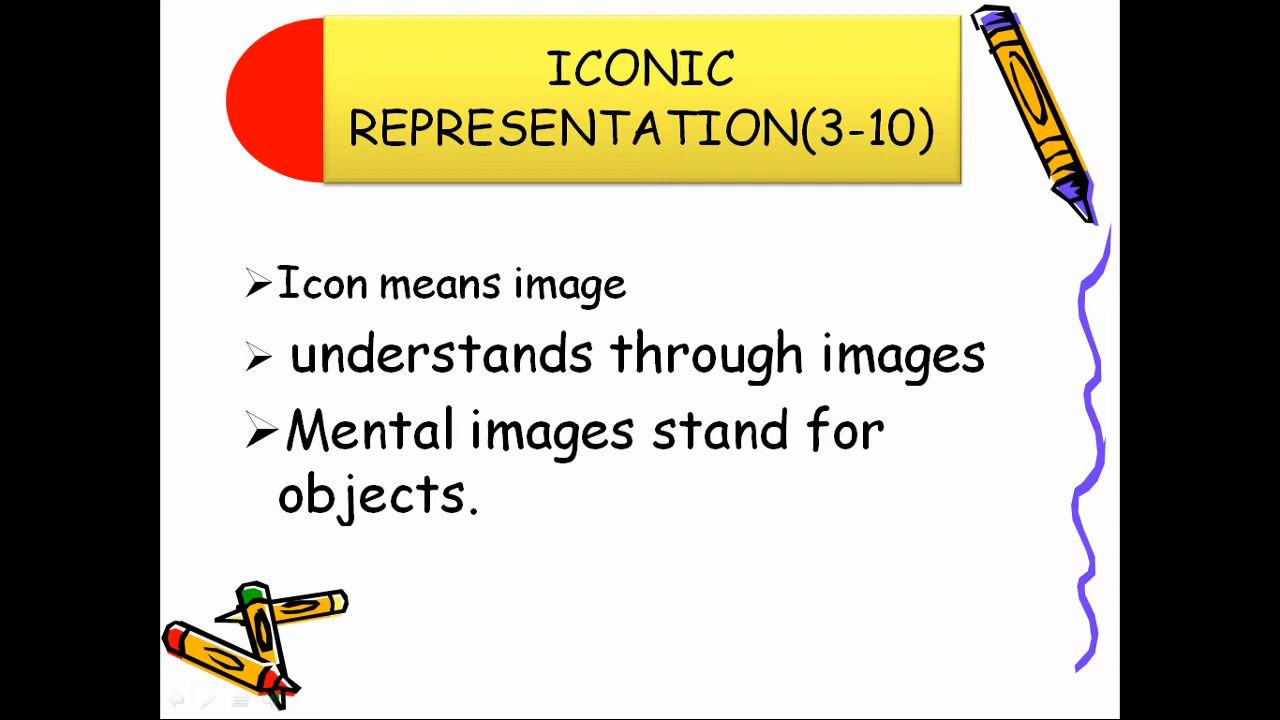 ICONIC
REPRESENTATION(3-10)
➢Icon means image
➢ understands through images
➢Mental images stand for
objects.